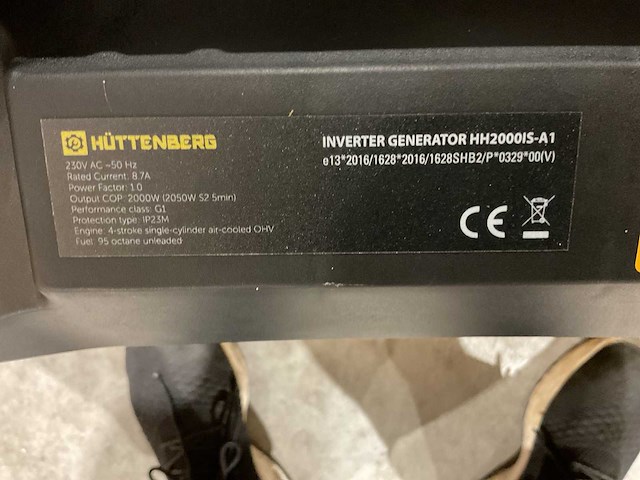 HÜTTENBERG
230V AC ~50 Hz
Rated Current: 8.7A
Power Factor: 1.0
Output COP: 2000W (2050W S2 5min)
Performance class: G1
Protection type: IP23M
Engine: 4-stroke single-cylinder air-cooled OHV
Fuel: 95 octane unleaded
INVERTER GENERATOR HH2000IS-A1
e13*2016/1628*2016/1628SHB2/P*0329*00(V)
CE